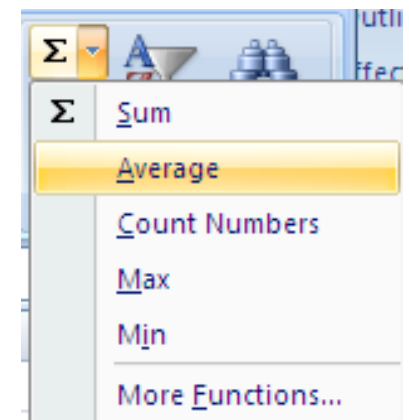 Σ
Σ Sum
Average
Count Numbers
Max
Min
More Functions...